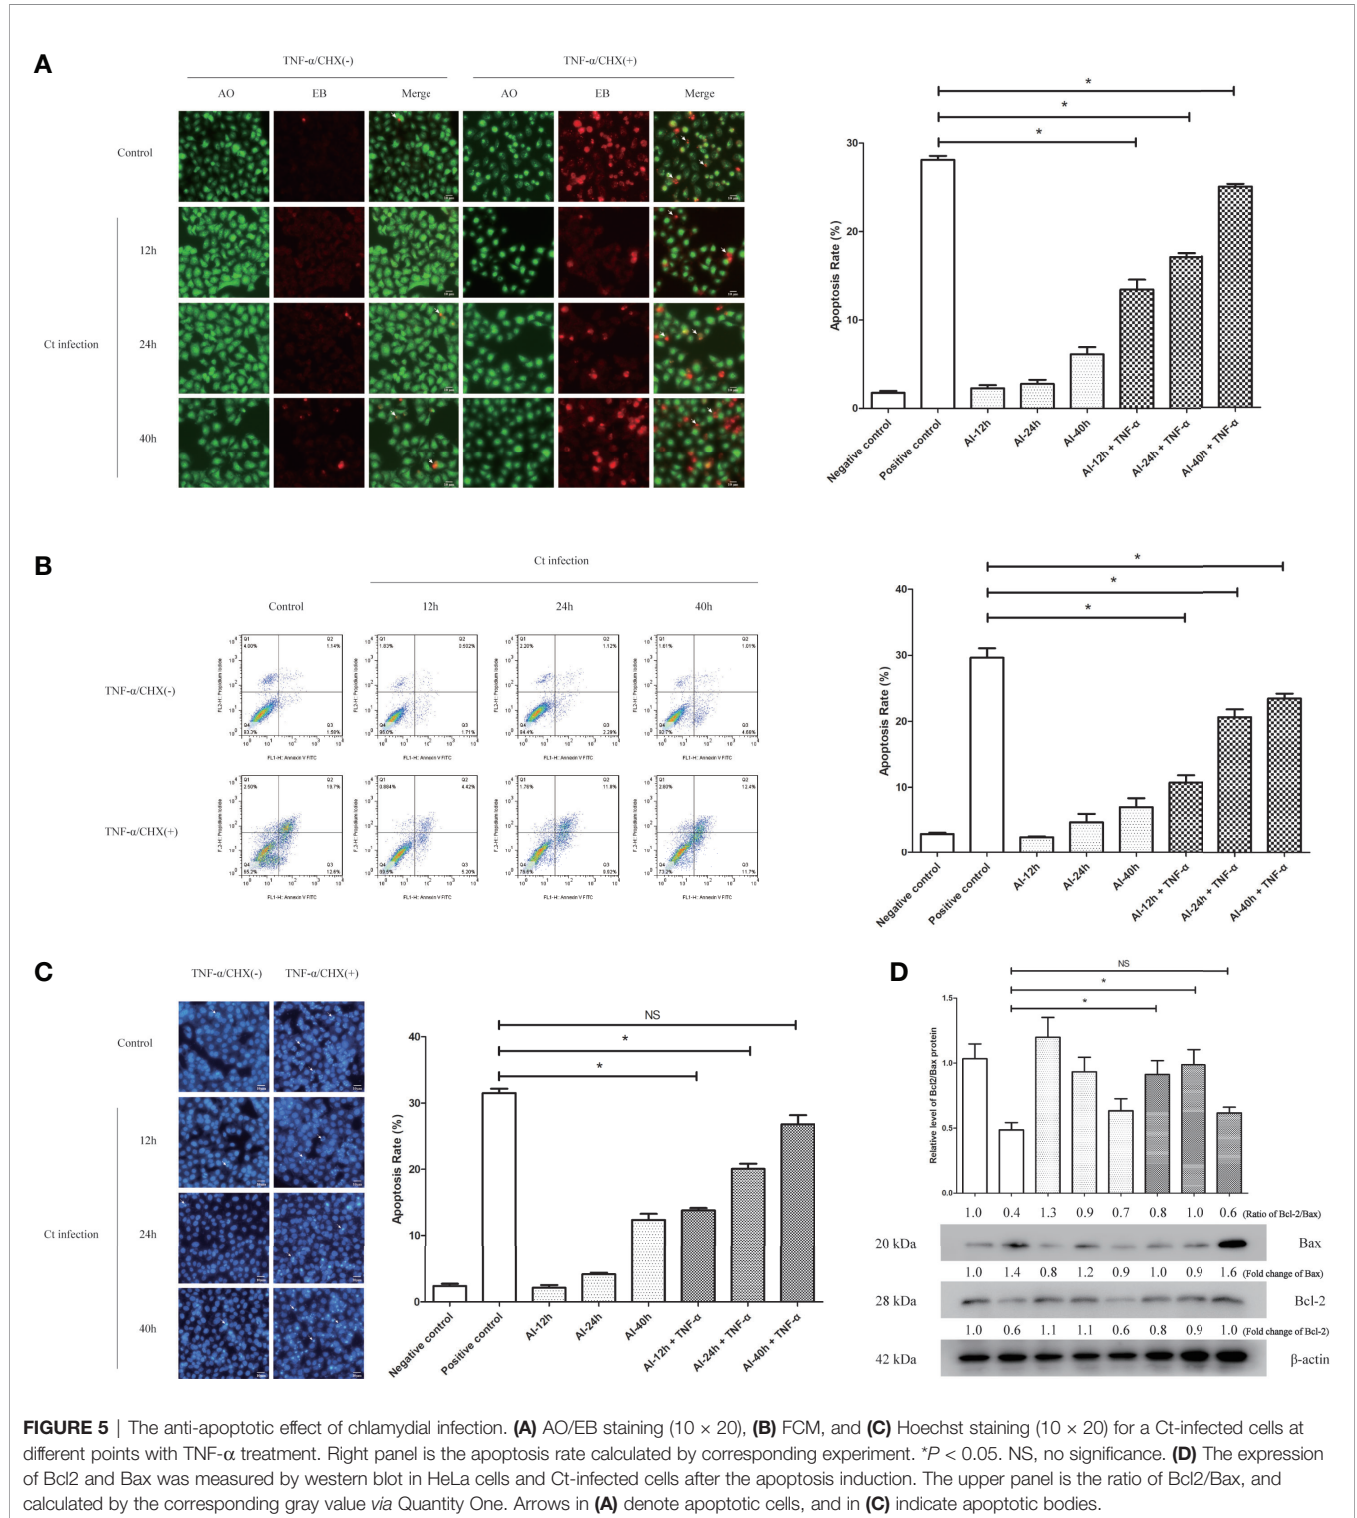 A
TNF-α/CHX(-)
TNF-α/CHX(+)
AO EB Merge AO EB Merge
Control
12h
24h
40h
Ct infection
Apoptosis Rate (%)
30
20
10
0
* * *
Negative control
Positive control
AI-12h
AI-24h
AI-40h
AI-12h + TNF-α
AI-24h + TNF-α
AI-40h + TNF-α
B
Ct infection
Control 12h 24h 40h
TNF-α/CHX(-)
TNF-α/CHX(+)
FL1-H: Annexin V FITC
FL2-H: Propidium Iodide
Apoptosis Rate (%)
40
30
20
10
0
* * *
Negative control
Positive control
AI-12h
AI-24h
AI-40h
AI-12h + TNF-α
AI-24h + TNF-α
AI-40h + TNF-α
C
TNF-α/CHX(-) TNF-α/CHX(+)
Control
12h
24h
40h
Ct infection
Apoptosis Rate (%)
40
30
20
10
0
NS
*
*
Negative control
Positive control
AI-12h
AI-24h
AI-40h
AI-12h + TNF-α
AI-24h + TNF-α
AI-40h + TNF-α
D
NS
*
*
Relative level of Bcl2/Bax protein
1.5
1.0
0.5
0.0
1.0 0.4 1.3 0.9 0.7 0.8 1.0 0.6 (Ratio of Bcl-2/Bax)
20 kDa Bax
1.0 1.4 0.8 1.2 0.9 1.0 0.9 1.6 (Fold change of Bax)
28 kDa Bcl-2
1.0 0.6 1.1 1.1 0.6 0.8 0.9 1.0 (Fold change of Bcl-2)
42 kDa β-actin
FIGURE 5 | The anti-apoptotic effect of chlamydial infection. (A) AO/EB staining (10 × 20), (B) FCM, and (C) Hoechst staining (10 × 20) for a Ct-infected cells at
different points with TNF-α treatment. Right panel is the apoptosis rate calculated by corresponding experiment. *P < 0.05. NS, no significance. (D) The expression
of Bcl2 and Bax was measured by western blot in HeLa cells and Ct-infected cells after the apoptosis induction. The upper panel is the ratio of Bcl2/Bax, and
calculated by the corresponding gray value via Quantity One. Arrows in (A) denote apoptotic cells, and in (C) indicate apoptotic bodies.